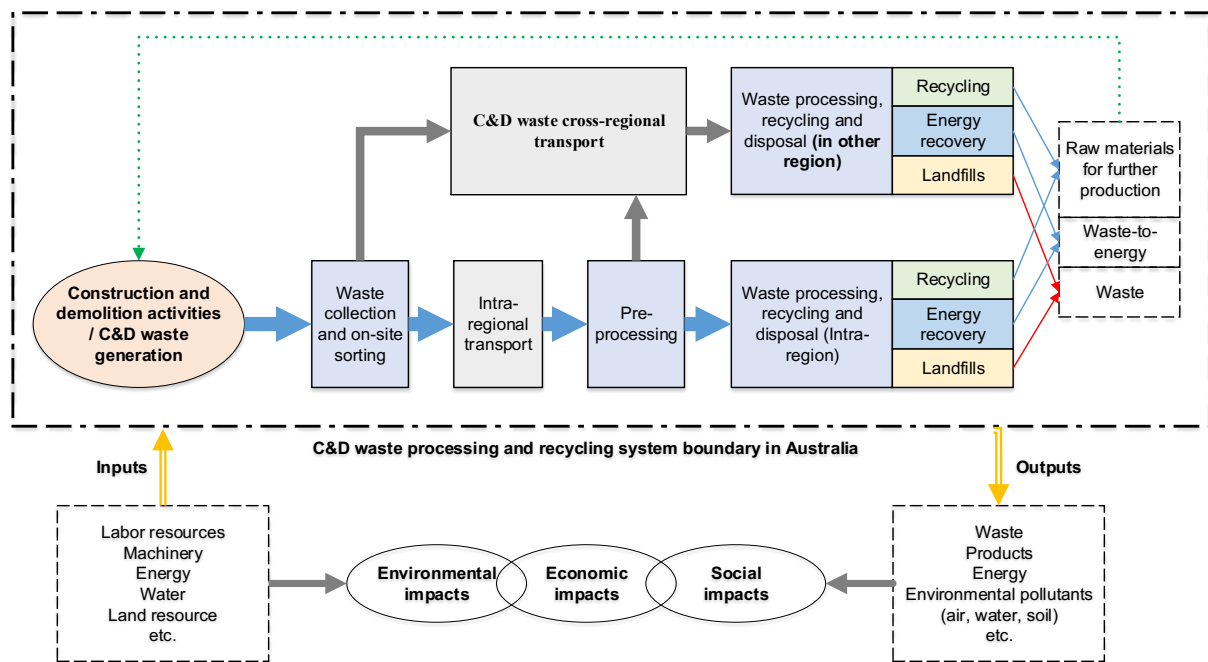 C&D waste cross-regional
transport
Waste processing,
recycling and
disposal (in other
region)
Recycling
Energy
recovery
Landfills
Raw materials
for further
production
Waste-to-
energy
Waste
Construction and
demolition activities
/ C&D waste
generation
Waste
collection
and on-site
sorting
Intra-
regional
transport
Pre-
processing
Waste processing,
recycling and
disposal (Intra-
region)
Recycling
Energy
recovery
Landfills
C&D waste processing and recycling system boundary in Australia
Inputs
Outputs
Labor resources
Machinery
Energy
Water
Land resource
etc.
Environmental
impacts
Economic
impacts
Social
impacts
Waste
Products
Energy
Environmental pollutants
(air, water, soil)
etc.